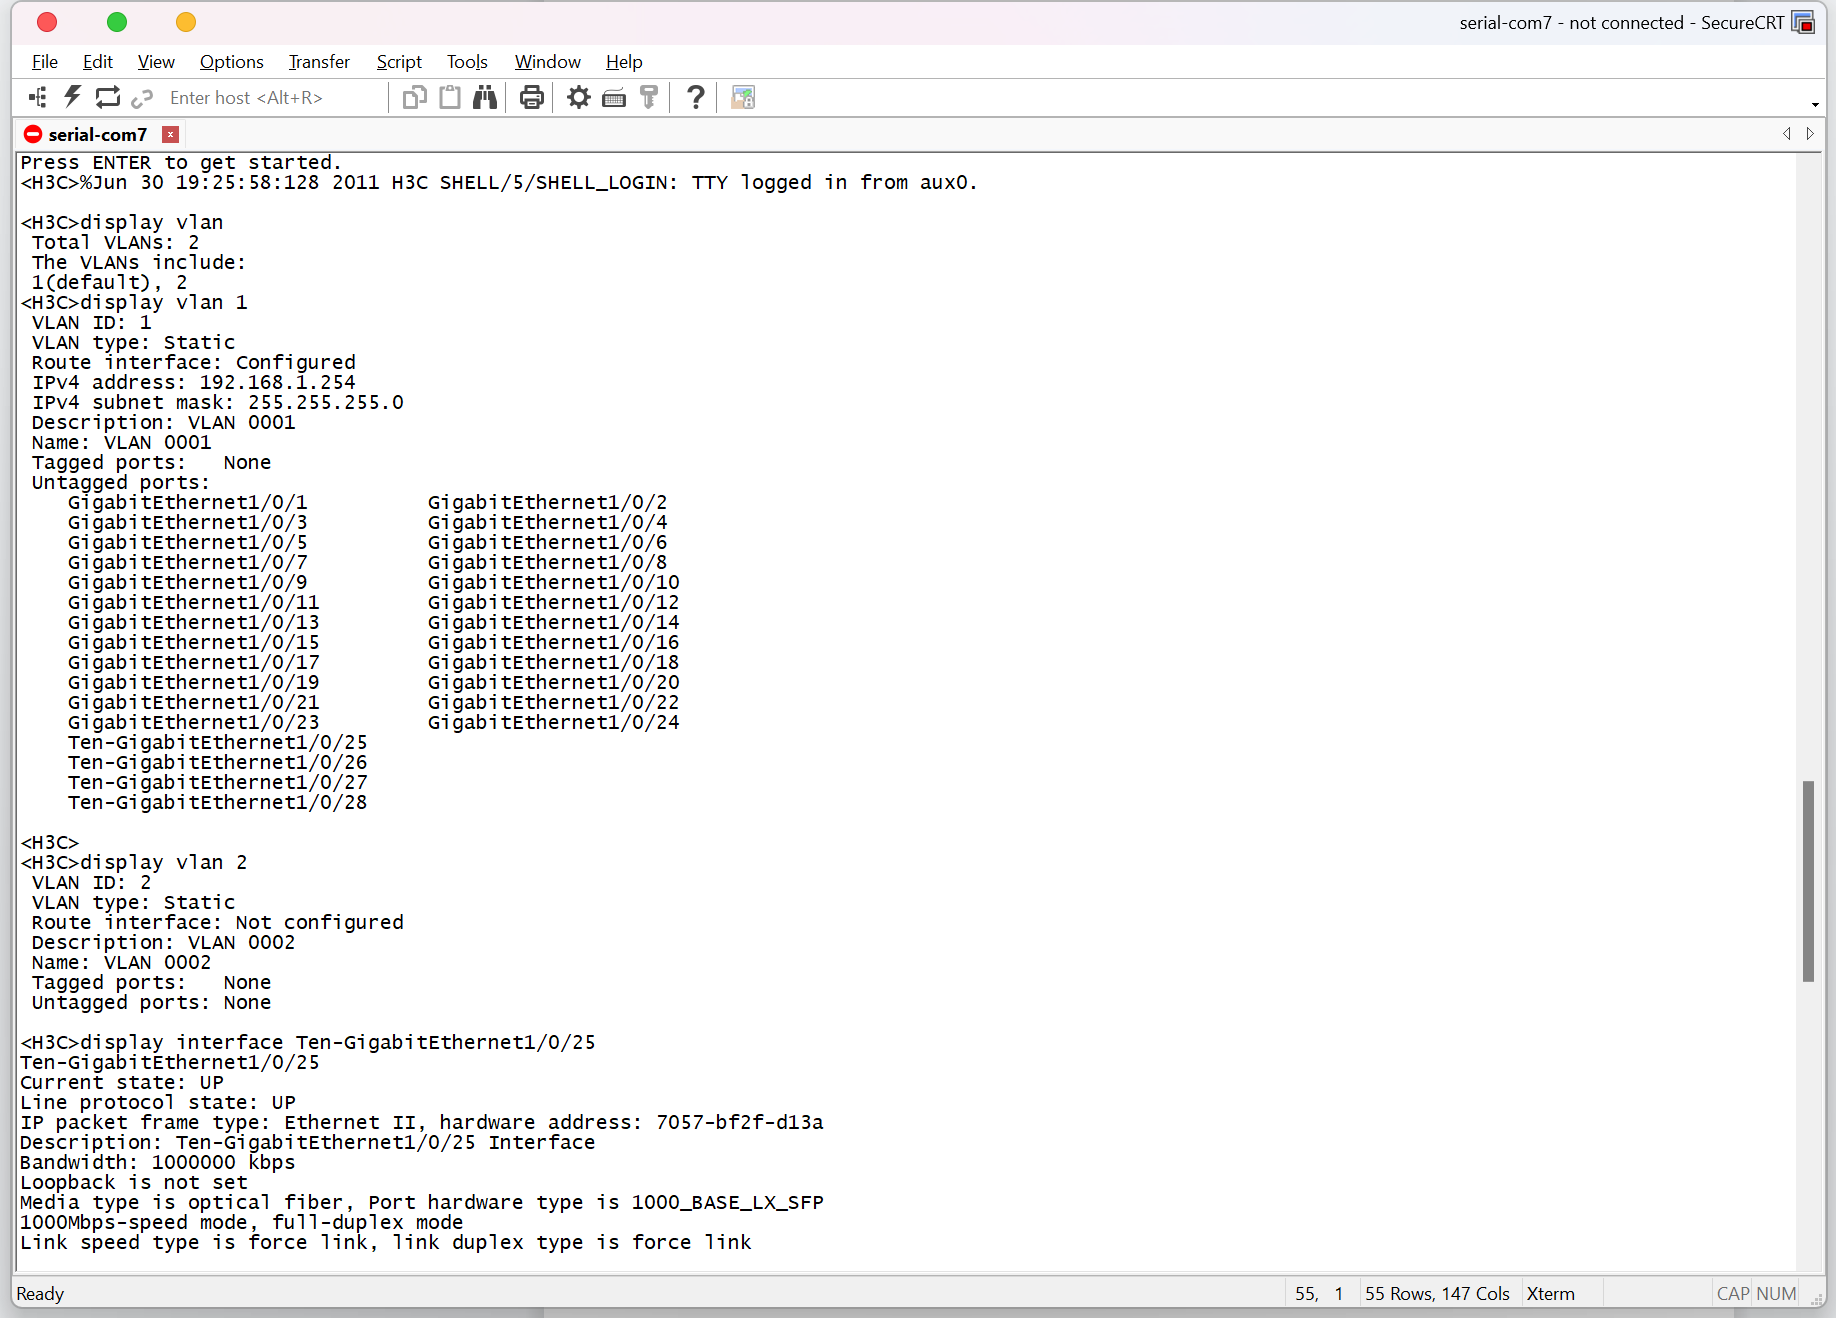 serial-com7 - not connected - SecureCRT
File Edit View Options Transfer Script Tools Window Help
Enter host <Alt+R>
serial-com7
Press ENTER to get started.
<H3C>%Jun 30 19:25:58:128 2011 H3C SHELL/5/SHELL_LOGIN: TTY logged in from aux0.
<H3C>display vlan
Total VLANs: 2
The VLANs include:
1(default), 2
<H3C>display vlan 1
VLAN ID: 1
VLAN type: Static
Route interface: Configured
IPv4 address: 192.168.1.254
IPv4 subnet mask: 255.255.255.0
Description: VLAN 0001
Name: VLAN 0001
Tagged ports:   None
Untagged ports:
GigabitEthernet1/0/1          GigabitEthernet1/0/2
GigabitEthernet1/0/3          GigabitEthernet1/0/4
GigabitEthernet1/0/5          GigabitEthernet1/0/6
GigabitEthernet1/0/7          GigabitEthernet1/0/8
GigabitEthernet1/0/9          GigabitEthernet1/0/10
GigabitEthernet1/0/11         GigabitEthernet1/0/12
GigabitEthernet1/0/13         GigabitEthernet1/0/14
GigabitEthernet1/0/15         GigabitEthernet1/0/16
GigabitEthernet1/0/17         GigabitEthernet1/0/18
GigabitEthernet1/0/19         GigabitEthernet1/0/20
GigabitEthernet1/0/21         GigabitEthernet1/0/22
GigabitEthernet1/0/23         GigabitEthernet1/0/24
Ten-GigabitEthernet1/0/25
Ten-GigabitEthernet1/0/26
Ten-GigabitEthernet1/0/27
Ten-GigabitEthernet1/0/28
<H3C>
<H3C>display vlan 2
VLAN ID: 2
VLAN type: Static
Route interface: Not configured
Description: VLAN 0002
Name: VLAN 0002
Tagged ports:   None
Untagged ports: None
<H3C>display interface Ten-GigabitEthernet1/0/25
Ten-GigabitEthernet1/0/25
Current state: UP
Line protocol state: UP
IP packet frame type: Ethernet II, hardware address: 7057-bf2f-d13a
Description: Ten-GigabitEthernet1/0/25 Interface
Bandwidth: 1000000 kbps
Loopback is not set
Media type is optical fiber, Port hardware type is 1000_BASE_LX_SFP
1000Mbps-speed mode, full-duplex mode
Link speed type is force link, link duplex type is force link
Ready 55, 1 55 Rows, 147 Cols Xterm CAP NUM